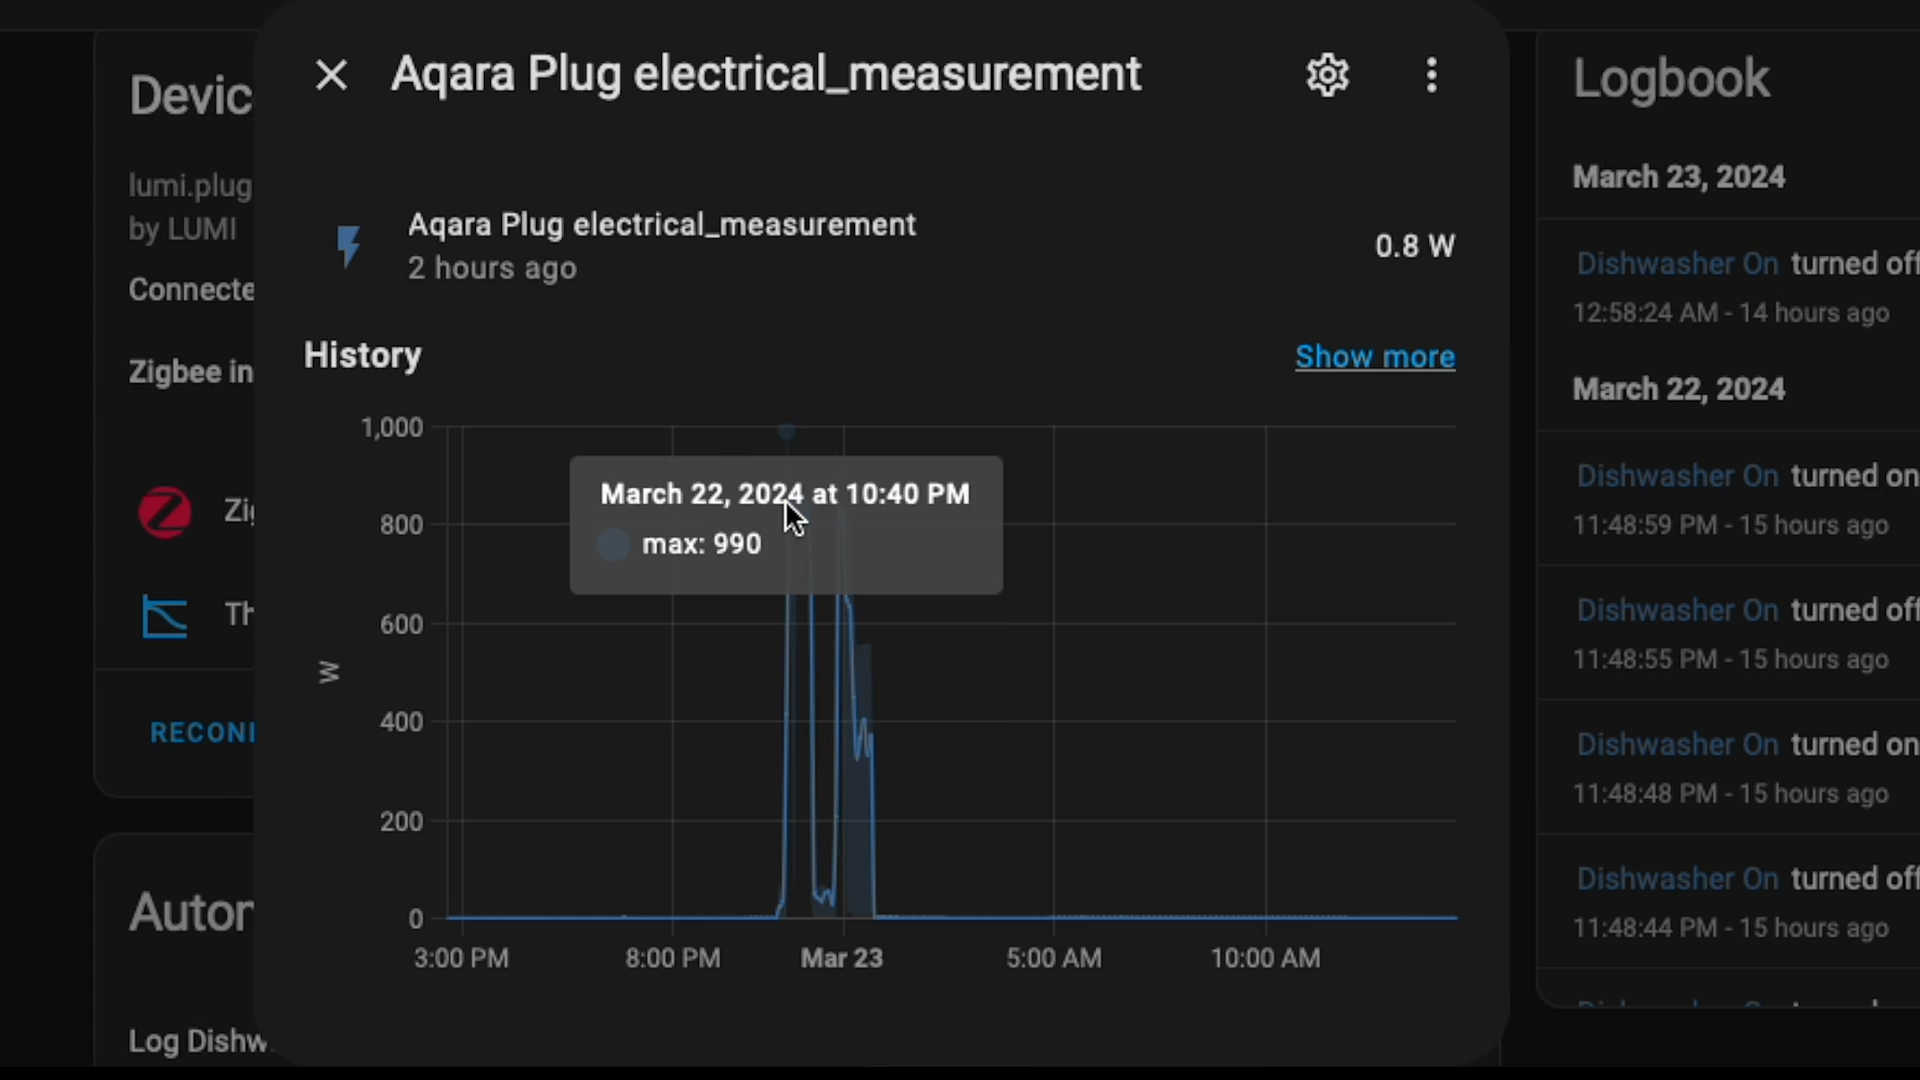 Aqara Plug electrical_measurement
Aqara Plug electrical_measurement
2 hours ago
0.8 W
History
Show more
1,000
800
600
400
200
0
W
March 22, 2024 at 10:40 PM
max: 990
3:00 PM
8:00 PM
Mar 23
5:00 AM
10:00 AM
Devic
lumi.plug
by LUMI
Connecte
Zigbee in
Zi
Th
RECON
Autor
Log Dishw
Logbook
March 23, 2024
Dishwasher On turned off
12:58:24 AM - 14 hours ago
March 22, 2024
Dishwasher On turned on
11:48:59 PM - 15 hours ago
Dishwasher On turned off
11:48:55 PM - 15 hours ago
Dishwasher On turned on
11:48:48 PM - 15 hours ago
Dishwasher On turned off
11:48:44 PM - 15 hours ago